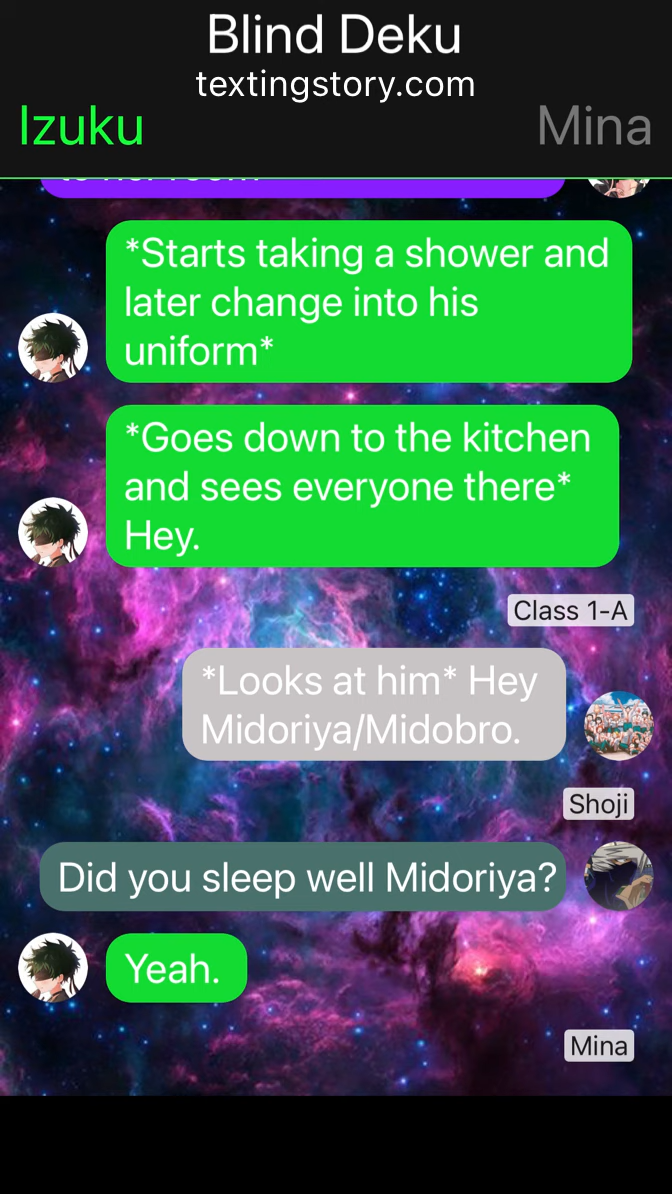 Blind Deku
textingstory.com
Izuku
Mina
*Starts taking a shower and
later change into his
uniform*
*Goes down to the kitchen
and sees everyone there*
Hey.
Class 1-A
*Looks at him* Hey
Midoriya/Midobro.
Shoji
Did you sleep well Midoriya?
Yeah.
Mina